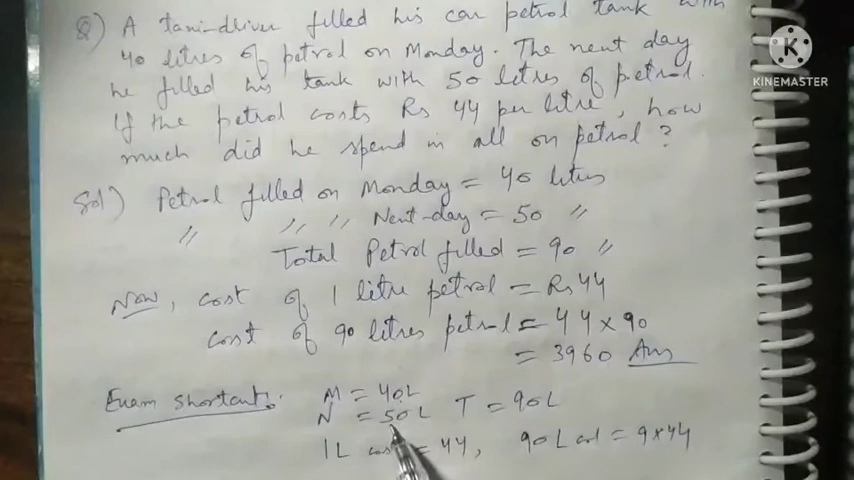 Q) A taxi-driver filled his car petrol tank with
40 litres of petrol on Monday. The next day
he filled his tank with 50 litres of petrol.
If the petrol costs Rs 44 per litre, how
much did he spend in all on petrol?
Sol) Petrol filled on Monday = 40 litres
〃 〃 〃 Next-day = 50 〃
Total Petrol filled = 90 〃
Now, cost of 1 litre petrol = Rs 44
cost of 90 litres petrol = 44 × 90
= 3960 Ans
Exam Shortcut:
M = 40L
N = 50L T = 90L
1L cost = 44, 90L cost = 9×44
KINEMASTER